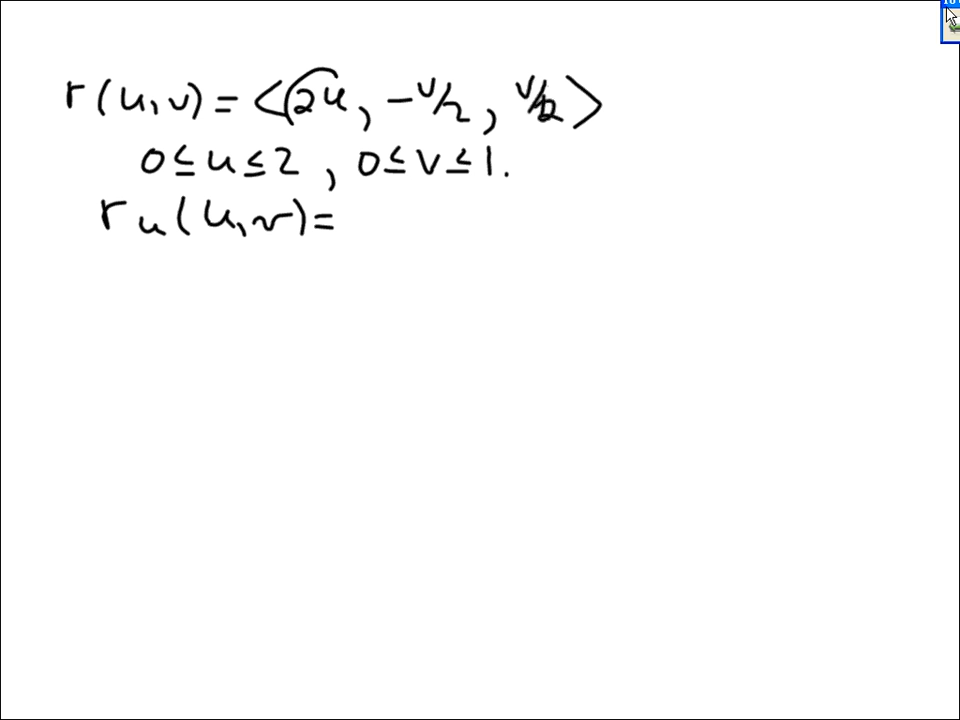 r(u,v) = <2u, -v/2, v/2>
0 ≤ u ≤ 2, 0 ≤ v ≤ 1.
r_u(u,v) =